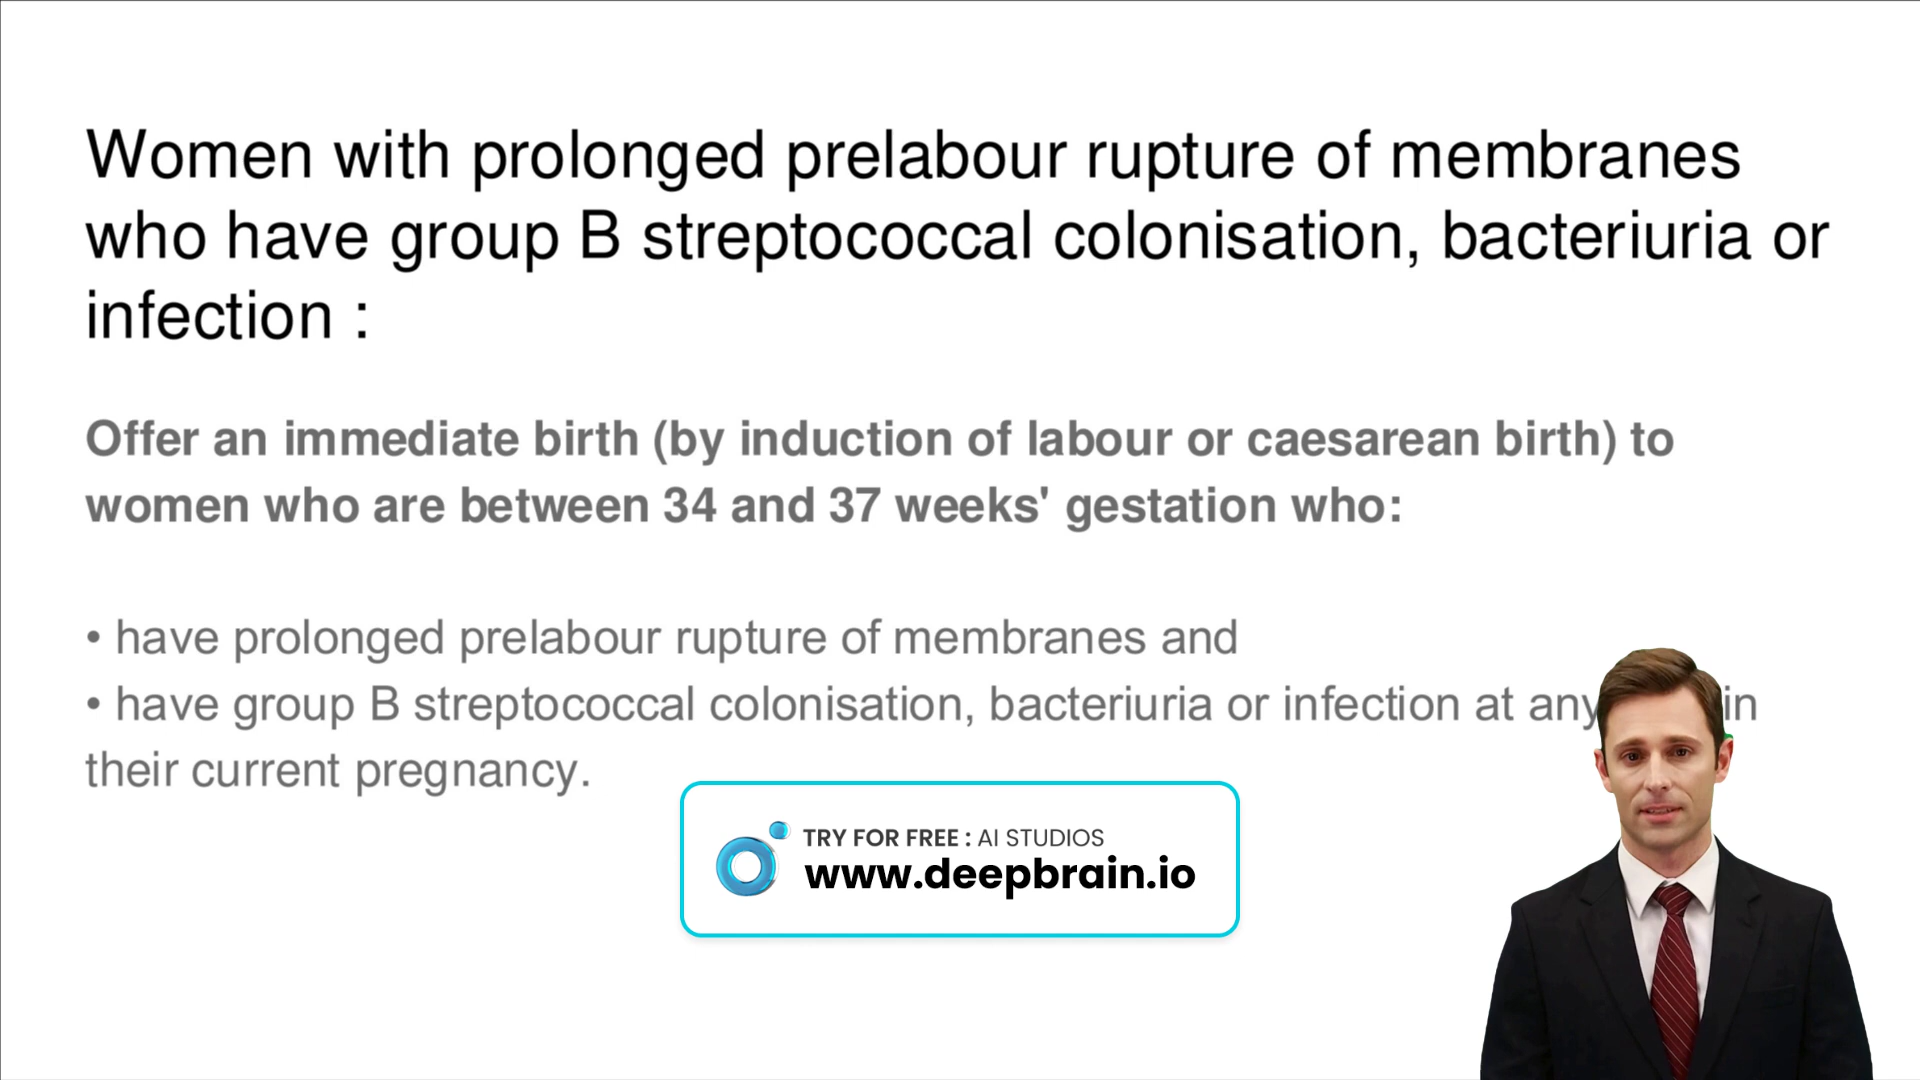 Women with prolonged prelabour rupture of membranes
who have group B streptococcal colonisation, bacteriuria or
infection :
Offer an immediate birth (by induction of labour or caesarean birth) to
women who are between 34 and 37 weeks' gestation who:
• have prolonged prelabour rupture of membranes and
• have group B streptococcal colonisation, bacteriuria or infection at any in
their current pregnancy.
TRY FOR FREE : AI STUDIOS
www.deepbrain.io